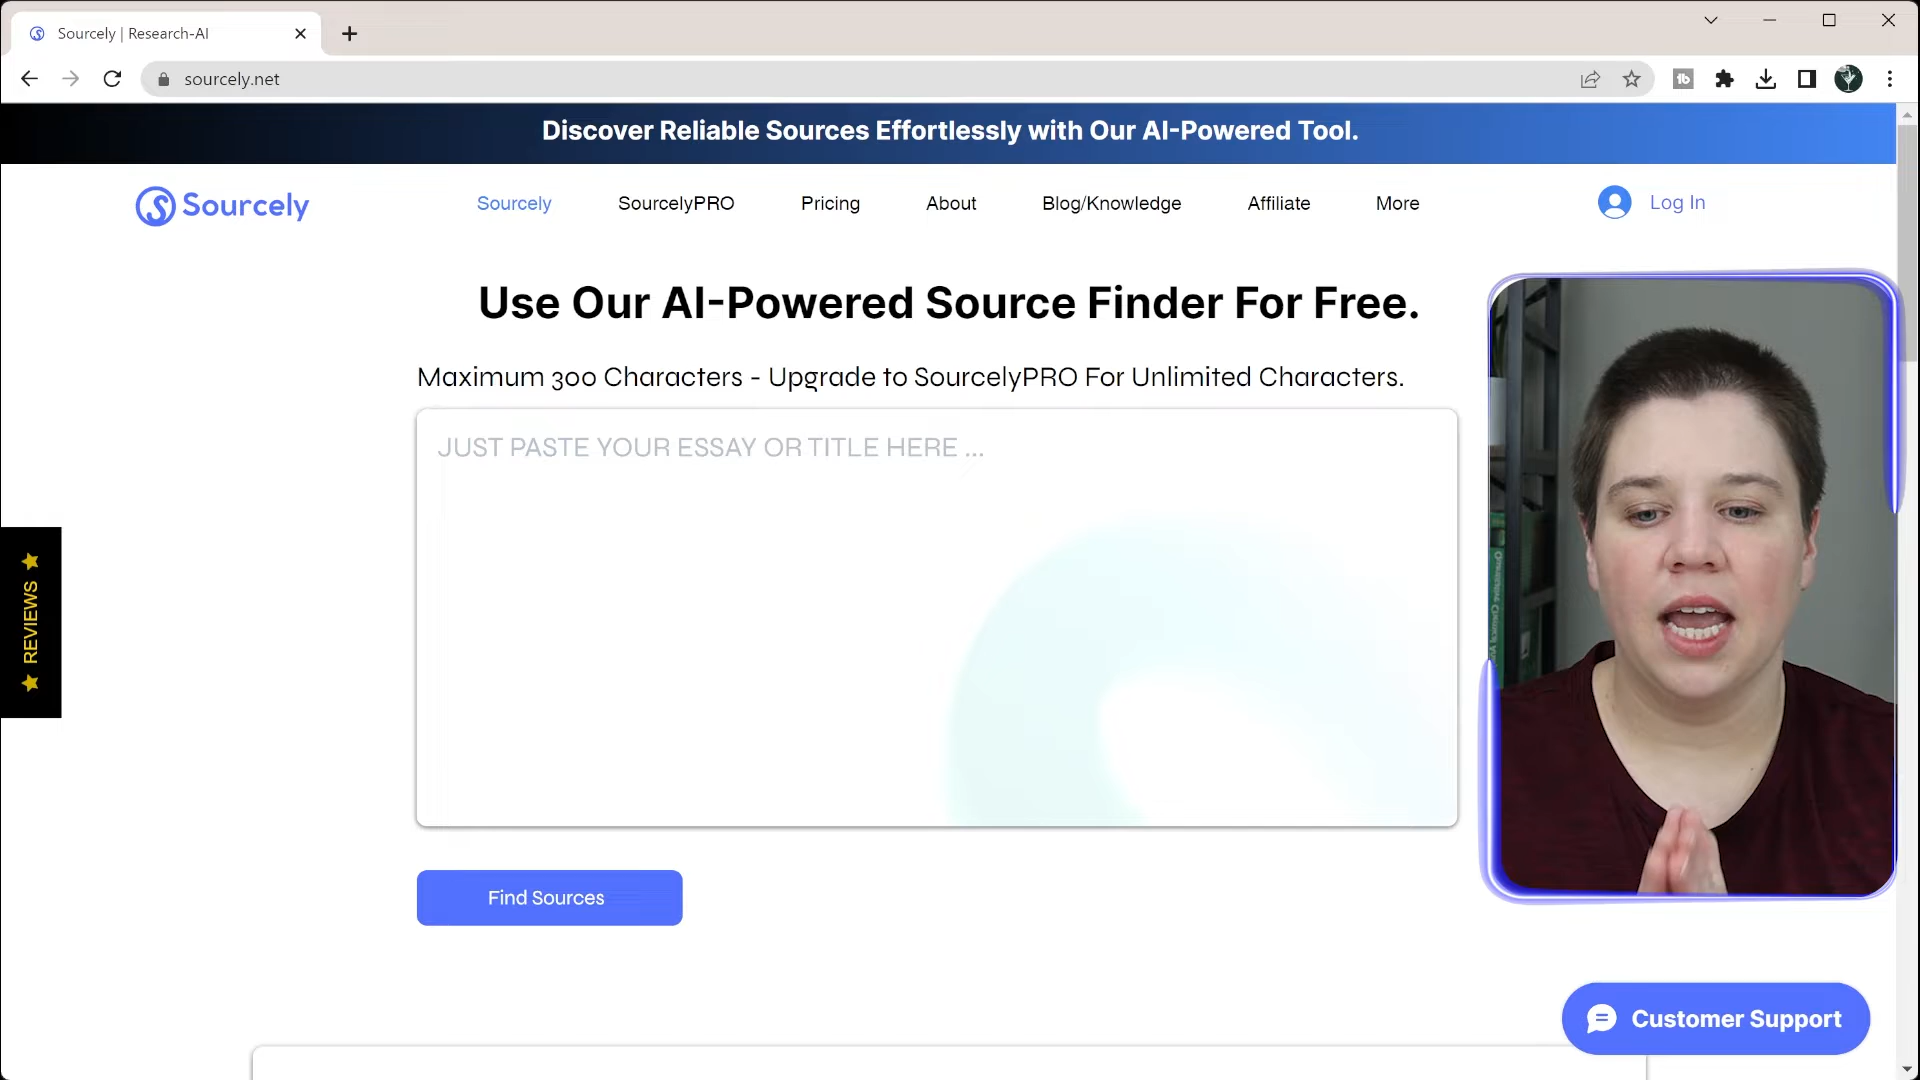 Sourcely | Research-AI
sourcely.net
Discover Reliable Sources Effortlessly with Our AI-Powered Tool.
Sourcely
Sourcely
SourcelyPRO
Pricing
About
Blog/Knowledge
Affiliate
More
Log In
Use Our AI-Powered Source Finder For Free.
Maximum 300 Characters - Upgrade to SourcelyPRO For Unlimited Characters.
JUST PASTE YOUR ESSAY OR TITLE HERE ...
REVIEWS
Find Sources
Customer Support